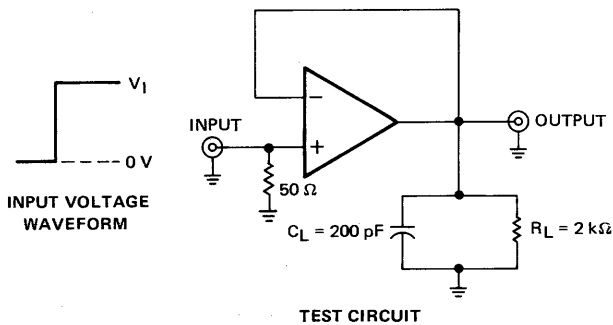 V_I
0 V
INPUT VOLTAGE
WAVEFORM
INPUT
−
+
50 Ω
OUTPUT
C_L = 200 pF
R_L = 2 kΩ
TEST CIRCUIT